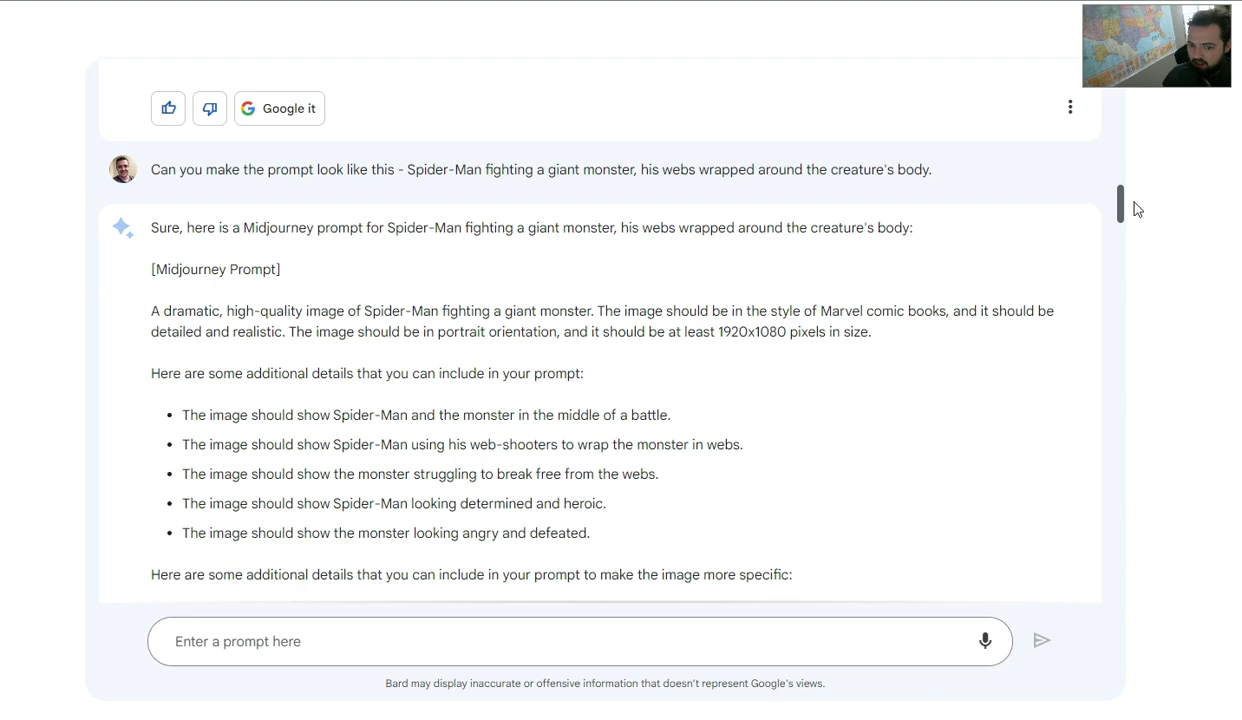 Google it
Can you make the prompt look like this - Spider-Man fighting a giant monster, his webs wrapped around the creature's body.
Sure, here is a Midjourney prompt for Spider-Man fighting a giant monster, his webs wrapped around the creature's body:
[Midjourney Prompt]
A dramatic, high-quality image of Spider-Man fighting a giant monster. The image should be in the style of Marvel comic books, and it should be
detailed and realistic. The image should be in portrait orientation, and it should be at least 1920x1080 pixels in size.
Here are some additional details that you can include in your prompt:
• The image should show Spider-Man and the monster in the middle of a battle.
• The image should show Spider-Man using his web-shooters to wrap the monster in webs.
• The image should show the monster struggling to break free from the webs.
• The image should show Spider-Man looking determined and heroic.
• The image should show the monster looking angry and defeated.
Here are some additional details that you can include in your prompt to make the image more specific:
Enter a prompt here
Bard may display inaccurate or offensive information that doesn't represent Google's views.